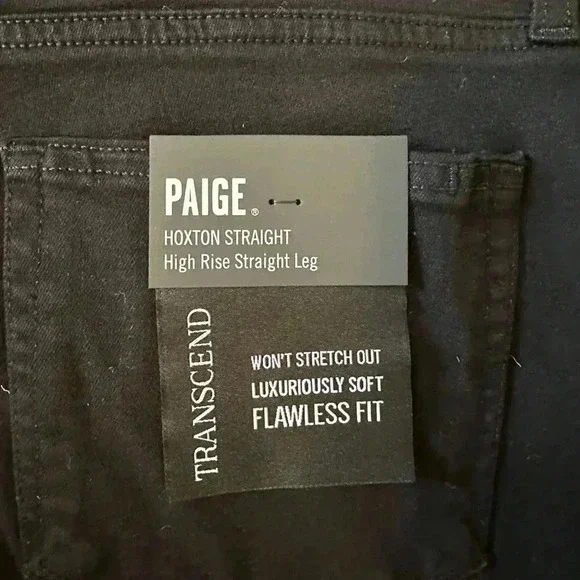 PAIGE®
HOXTON STRAIGHT
High Rise Straight Leg
TRANSCEND
WON'T STRETCH OUT
LUXURIOUSLY SOFT
FLAWLESS FIT